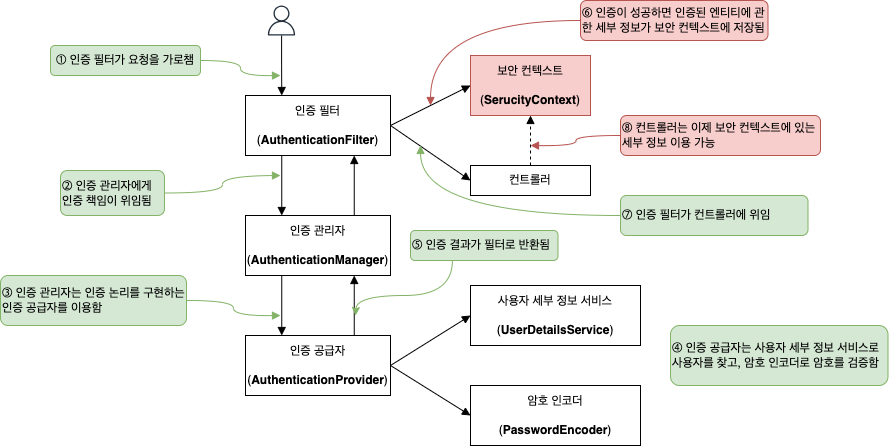 ⑥ 인증이 성공하면 인증된 엔티티에 관
한 세부 정보가 보안 컨텍스트에 저장됨
① 인증 필터가 요청을 가로챔
보안 컨텍스트
(SerucityContext)
인증 필터
(AuthenticationFilter)
⑧ 컨트롤러는 이제 보안 컨텍스트에 있는
세부 정보 이용 가능
컨트롤러
② 인증 관리자에게
인증 책임이 위임됨
⑦ 인증 필터가 컨트롤러에 위임
인증 관리자
(AuthenticationManager)
⑤ 인증 결과가 필터로 반환됨
③ 인증 관리자는 인증 논리를 구현하는
인증 공급자를 이용함
사용자 세부 정보 서비스
(UserDetailsService)
인증 공급자
(AuthenticationProvider)
④ 인증 공급자는 사용자 세부 정보 서비스로
사용자를 찾고, 암호 인코더로 암호를 검증함
암호 인코더
(PasswordEncoder)